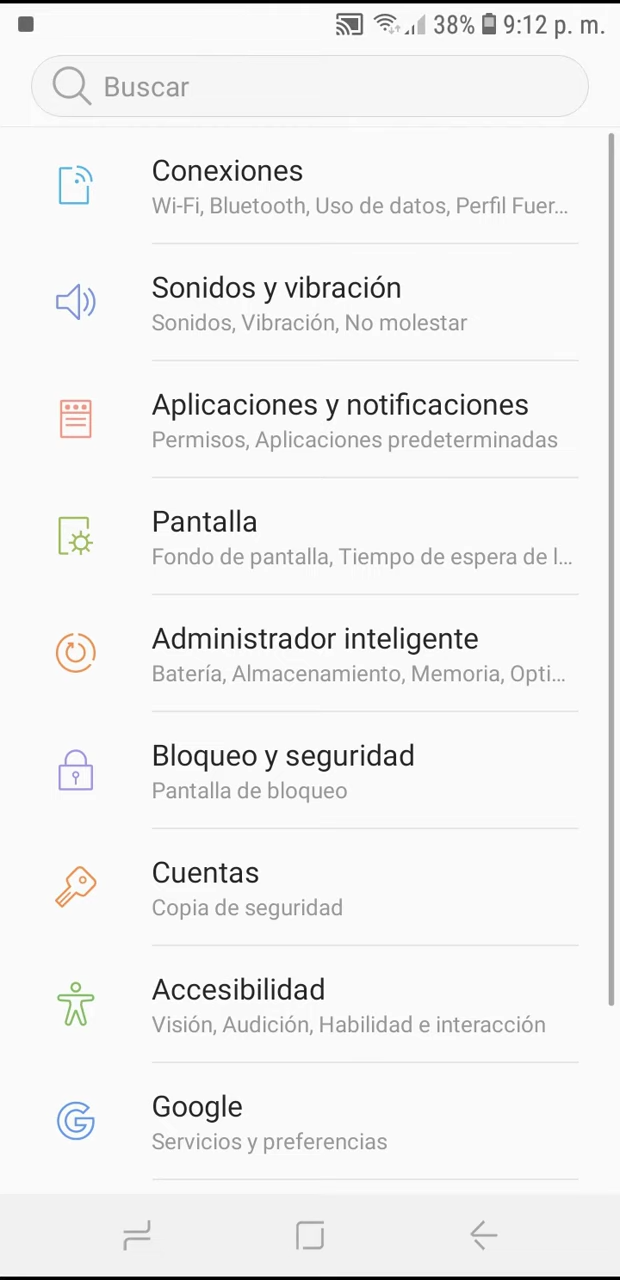 38% 9:12 p. m.
Buscar
Conexiones
Wi-Fi, Bluetooth, Uso de datos, Perfil Fuer...
Sonidos y vibración
Sonidos, Vibración, No molestar
Aplicaciones y notificaciones
Permisos, Aplicaciones predeterminadas
Pantalla
Fondo de pantalla, Tiempo de espera de l...
Administrador inteligente
Batería, Almacenamiento, Memoria, Opti...
Bloqueo y seguridad
Pantalla de bloqueo
Cuentas
Copia de seguridad
Accesibilidad
Visión, Audición, Habilidad e interacción
Google
Servicios y preferencias